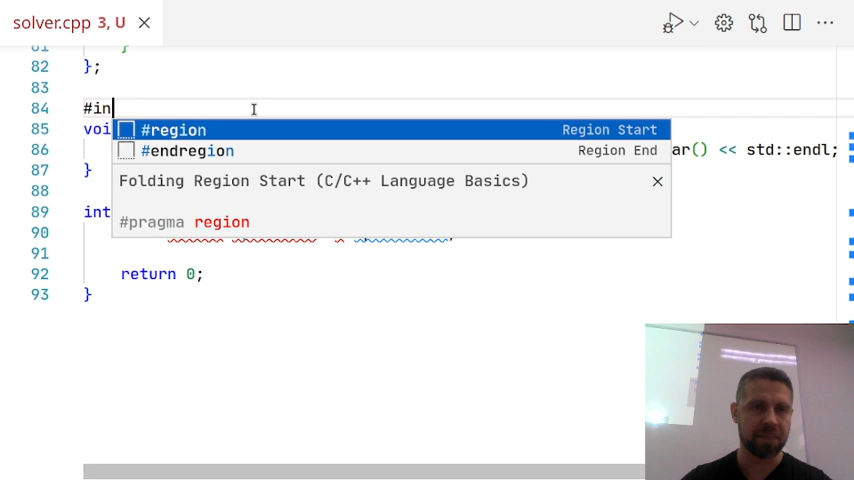 solver.cpp 3, U
81 }
82 };
83
84 #in
#region Region Start
85 voi
#endregion Region End
86 ar() << std::endl;
87 }
Folding Region Start (C/C++ Language Basics)
88
89 int
#pragma region
90
91
92 return 0;
93 }